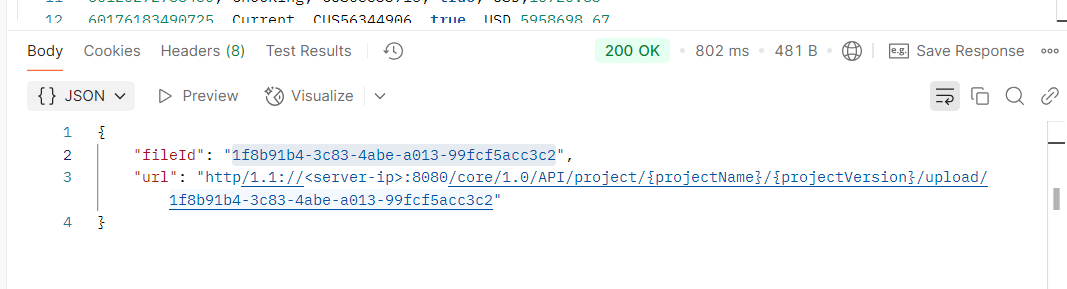 12 60176183490725, Current, CUS56344906, true, USD,5958698.67
Body Cookies Headers (8) Test Results 200 OK • 802 ms • 481 B e.g. Save Response
{} JSON Preview Visualize
1 {
2 "fileId": "1f8b91b4-3c83-4abe-a013-99fcf5acc3c2",
3 "url": "http/1.1://<server-ip>:8080/core/1.0/API/project/{projectName}/{projectVersion}/upload/
1f8b91b4-3c83-4abe-a013-99fcf5acc3c2"
4 }